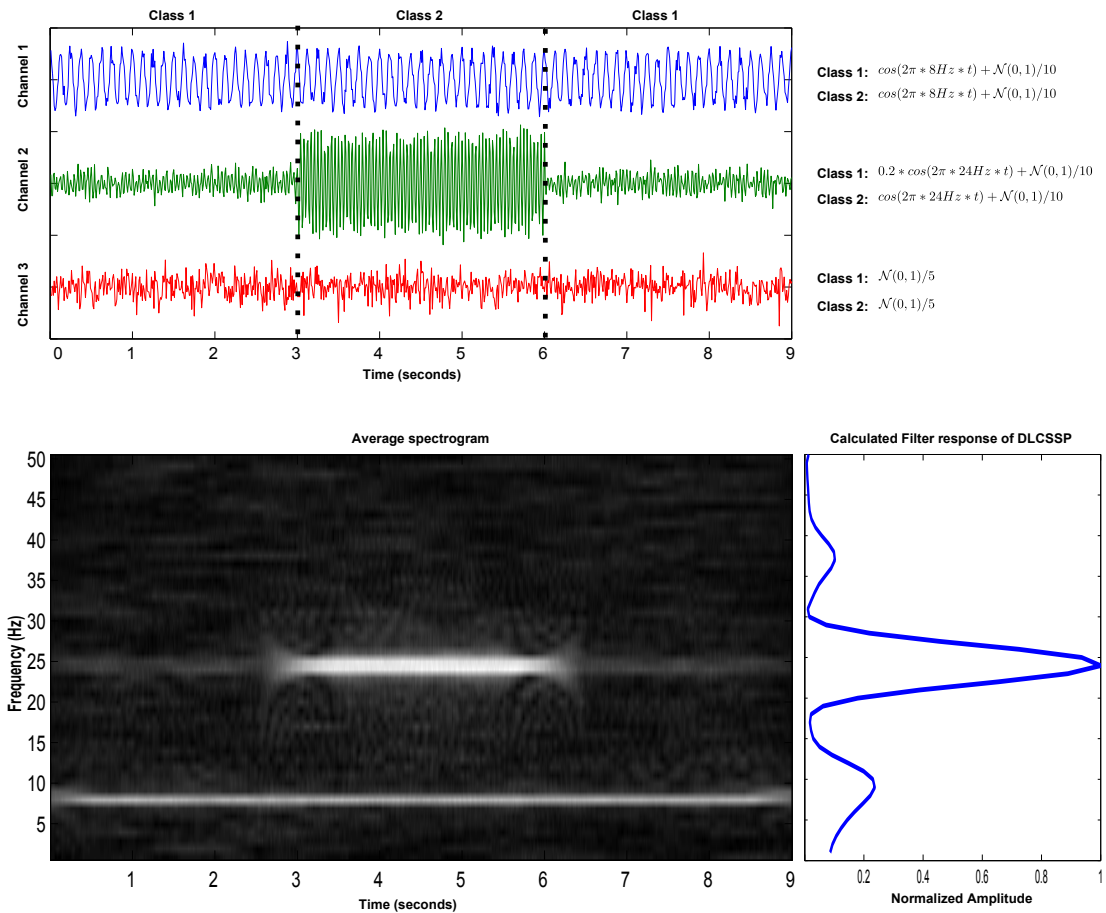 Class 1 Class 2 Class 1
Channel 1
Class 1: cos(2π ∗ 8Hz ∗ t) + 𝒩(0, 1)/10
Class 2: cos(2π ∗ 8Hz ∗ t) + 𝒩(0, 1)/10
Channel 2
Class 1: 0.2 ∗ cos(2π ∗ 24Hz ∗ t) + 𝒩(0, 1)/10
Class 2: cos(2π ∗ 24Hz ∗ t) + 𝒩(0, 1)/10
Channel 3
Class 1: 𝒩(0, 1)/5
Class 2: 𝒩(0, 1)/5
0 1 2 3 4 5 6 7 8 9
Time (seconds)
Average spectrogram
Calculated Filter response of DLCSSP
50
45
40
35
30
25
20
15
10
5
Frequency (Hz)
1 2 3 4 5 6 7 8 9
Time (seconds)
0.2 0.4 0.6 0.8 1
Normalized Amplitude